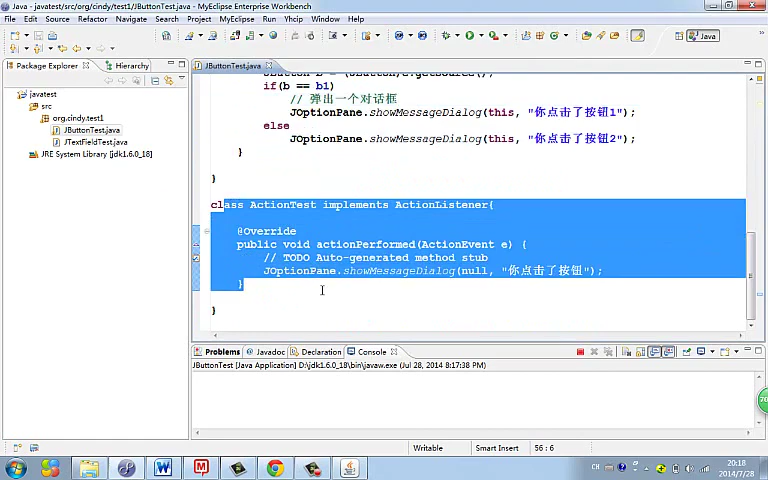 Java - javatest/src/org/cindy/test1/JButtonTest.java - MyEclipse Enterprise Workbench
File Edit Source Refactor Navigate Search Project MyEclipse Run YiCha Window Help
Java
Package Explorer Hierarchy
javatest
src
org.cindy.test1
JButtonTest.java
JTextFieldTest.java
JRE System Library [jdk1.6.0_18]
JButtonTest.java
if(b == b1)
// 弹出一个对话框
JOptionPane.showMessageDialog(this, "你点击了按钮1");
else
JOptionPane.showMessageDialog(this, "你点击了按钮2");
}
}
class ActionTest implements ActionListener{
@Override
public void actionPerformed(ActionEvent e) {
// TODO Auto-generated method stub
JOptionPane.showMessageDialog(null, "你点击了按钮");
}
}
Problems Javadoc Declaration Console
JButtonTest [Java Application] D:\jdk1.6.0_18\bin\javaw.exe (Jul 28, 2014 8:17:38 PM)
70
Writable Smart Insert 56 : 6
CH
20:18
2014/7/28